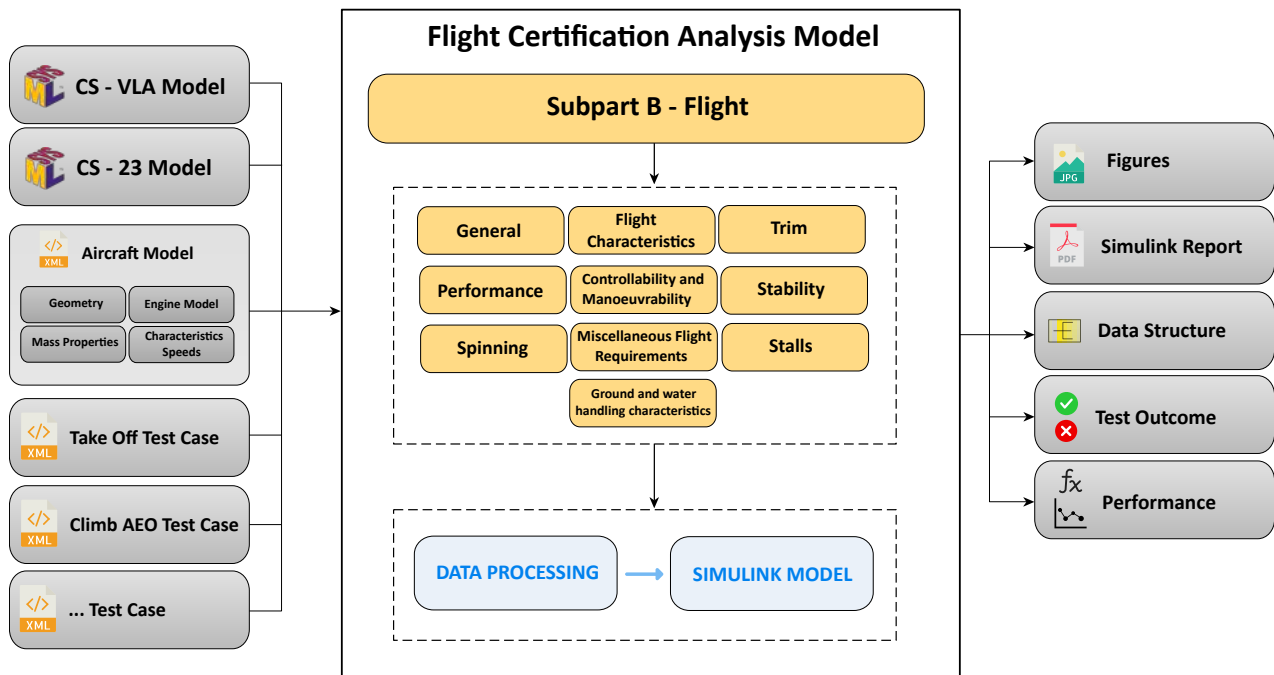 Flight Certification Analysis Model
CS - VLA Model
CS - 23 Model
XML
Aircraft Model
Geometry
Engine Model
Mass Properties
Characteristics
Speeds
XML
Take Off Test Case
XML
Climb AEO Test Case
XML
... Test Case
Subpart B - Flight
General
Flight
Characteristics
Trim
Performance
Controllability and
Manoeuvrability
Stability
Spinning
Miscellaneous Flight
Requirements
Stalls
Ground and water
handling characteristics
DATA PROCESSING
SIMULINK MODEL
JPG
Figures
PDF
Simulink Report
Data Structure
Test Outcome
fx
Performance